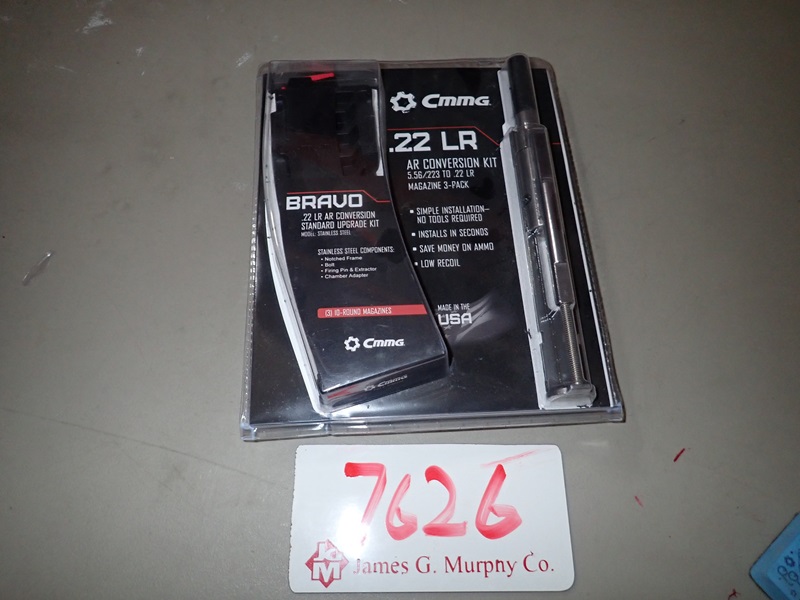 CMMG
.22 LR
AR CONVERSION KIT
5.56/223 TO .22 LR
MAGAZINE 3-PACK
▪ SIMPLE INSTALLATION—
NO TOOLS REQUIRED
▪ INSTALLS IN SECONDS
▪ SAVE MONEY ON AMMO
▪ LOW RECOIL
MADE IN THE
USA
BRAVO
.22 LR AR CONVERSION
STANDARD UPGRADE KIT
MODEL: STAINLESS STEEL
STAINLESS STEEL COMPONENTS:
• Notched Frame
• Bolt
• Firing Pin & Extractor
• Chamber Adapter
(3) 10-ROUND MAGAZINES
CMMG
CMMG
7626
JM
James G. Murphy Co.